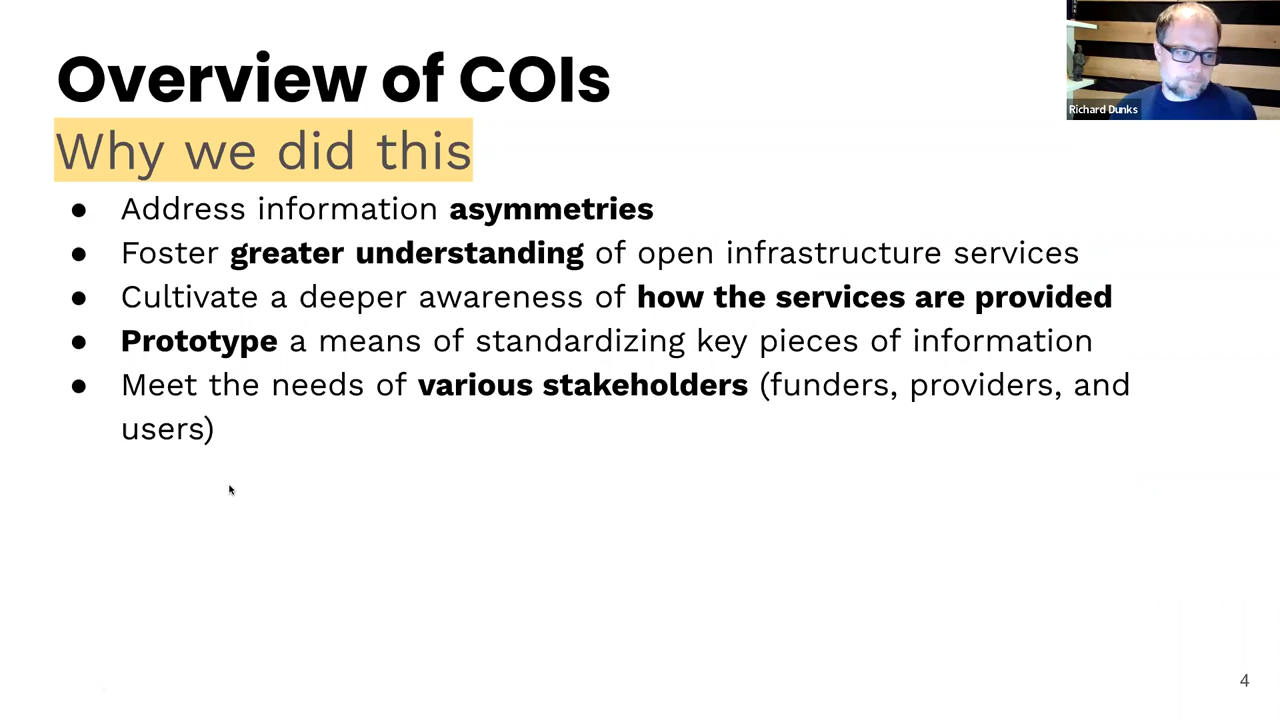 Overview of COIs
Why we did this
● Address information asymmetries
● Foster greater understanding of open infrastructure services
● Cultivate a deeper awareness of how the services are provided
● Prototype a means of standardizing key pieces of information
● Meet the needs of various stakeholders (funders, providers, and
users)
Richard Dunks
4